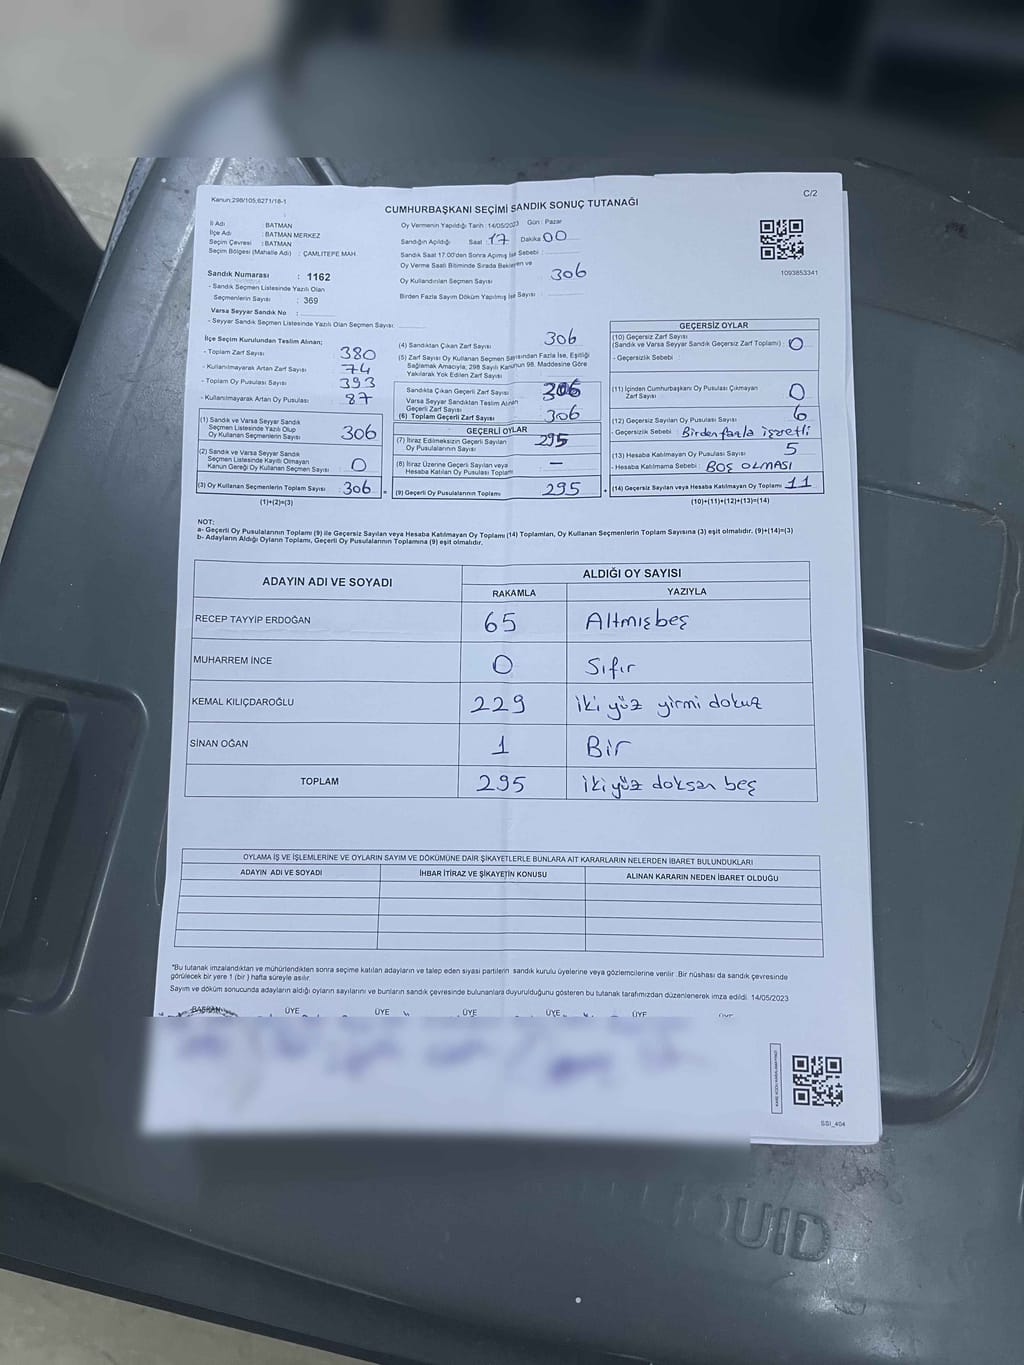 Kanun:298/105,6271/18-1
C/2
CUMHURBAŞKANI SEÇİMİ SANDIK SONUÇ TUTANAĞI
İl Adı : BATMAN
İlçe Adı : BATMAN MERKEZ
Seçim Çevresi : BATMAN
Seçim Bölgesi (Mahalle Adı) : ÇAMLITEPE MAH.
Sandık Numarası : 1162
- Sandık Seçmen Listesinde Yazılı Olan
Seçmenlerin Sayısı : 369
Varsa Seyyar Sandık No :
- Seyyar Sandık Seçmen Listesinde Yazılı Olan Seçmen Sayısı:
Oy Vermenin Yapıldığı Tarih : 14/05/2023 Gün : Pazar
Sandığın Açıldığı Saat : 17 Dakika : 00
Sandık Saat 17:00'den Sonra Açılmış İse Sebebi :
Oy Verme Saati Bitiminde Sırada Bekleyen ve
Oy Kullandırılan Seçmen Sayısı : 306
Birden Fazla Sayım Döküm Yapılmış İse Sayısı :
1093853341
İlçe Seçim Kurulundan Teslim Alınan;
- Toplam Zarf Sayısı : 380
- Kullanılmayarak Artan Zarf Sayısı : 74
- Toplam Oy Pusulası Sayısı : 393
- Kullanılmayarak Artan Oy Pusulası : 87
(1) Sandık ve Varsa Seyyar Sandık
Seçmen Listesinde Yazılı Olup
Oy Kullanan Seçmenlerin Sayısı : 306
(2) Sandık ve Varsa Seyyar Sandık
Seçmen Listesinde Kayıtlı Olmayan
Kanun Gereği Oy Kullanan Seçmen Sayısı : 0
(3) Oy Kullanan Seçmenlerin Toplam Sayısı : 306
(1)+(2)=(3)
(4) Sandıktan Çıkan Zarf Sayısı : 306
(5) Zarf Sayısı Oy Kullanan Seçmen Sayısından Fazla İse, Eşitliği
Sağlamak Amacıyla, 298 Sayılı Kanunun 98. Maddesine Göre
Yakılarak Yok Edilen Zarf Sayısı :
Sandıkta Çıkan Geçerli Zarf Sayısı : 306
Varsa Seyyar Sandıktan Teslim Alınan
Geçerli Zarf Sayısı
(6) Toplam Geçerli Zarf Sayısı : 306
GEÇERLİ OYLAR
(7) İtiraz Edilmeksizin Geçerli Sayılan
Oy Pusulalarının Sayısı : 295
(8) İtiraz Üzerine Geçerli Sayılan veya
Hesaba Katılan Oy Pusulası Toplamı : —
(9) Geçerli Oy Pusulalarının Toplamı : 295
GEÇERSİZ OYLAR
(10) Geçersiz Zarf Sayısı
(Sandık ve Varsa Seyyar Sandık Geçersiz Zarf Toplamı) : 0
- Geçersizlik Sebebi :
(11) İçinden Cumhurbaşkanı Oy Pusulası Çıkmayan
Zarf Sayısı : 0
(12) Geçersiz Sayılan Oy Pusulası Sayısı : 6
- Geçersizlik Sebebi : Birden fazla işaretli
(13) Hesaba Katılmayan Oy Pusulası Sayısı : 5
- Hesaba Katılmama Sebebi : BOŞ OLMASI
(14) Geçersiz Sayılan veya Hesaba Katılmayan Oy Toplamı : 11
(10)+(11)+(12)+(13)=(14)
NOT:
a- Geçerli Oy Pusulalarının Toplamı (9) ile Geçersiz Sayılan veya Hesaba Katılmayan Oy Toplamı (14) Toplamları, Oy Kullanan Seçmenlerin Toplam Sayısına (3) eşit olmalıdır. (9)+(14)=(3)
b- Adayların Aldığı Oyların Toplamı, Geçerli Oy Pusulalarının Toplamına (9) eşit olmalıdır.
ADAYIN ADI VE SOYADI
ALDIĞI OY SAYISI
RAKAMLA YAZIYLA
RECEP TAYYİP ERDOĞAN 65 Altmışbeş
MUHARREM İNCE 0 Sıfır
KEMAL KILIÇDAROĞLU 229 iki yüz yirmi dokuz
SİNAN OĞAN 1 Bir
TOPLAM 295 iki yüz doksan beş
OYLAMA İŞ VE İŞLEMLERİNE VE OYLARIN SAYIM VE DÖKÜMÜNE DAİR ŞİKAYETLERLE BUNLARA AİT KARARLARIN NELERDEN İBARET BULUNDUKLARI
ADAYIN ADI VE SOYADI İHBAR İTİRAZ VE ŞİKAYETİN KONUSU ALINAN KARARIN NEDEN İBARET OLDUĞU
"Bu tutanak imzalandıktan ve mühürlendikten sonra seçime katılan adayların ve talep eden siyasi partilerin sandık kurulu üyelerine veya gözlemcilerine verilir. Bir nüshası da sandık çevresinde
görülecek bir yere 1 (bir) hafta süreyle asılır.
Sayım ve döküm sonucunda adayların aldığı oyların sayılarını ve bunların sandık çevresinde bulunanlara duyurulduğunu gösteren bu tutanak tarafımızdan düzenlenerek imza edildi. 14/05/2023
BAŞKAN ÜYE ÜYE ÜYE ÜYE ÜYE ÜYE
SSI_404
UID